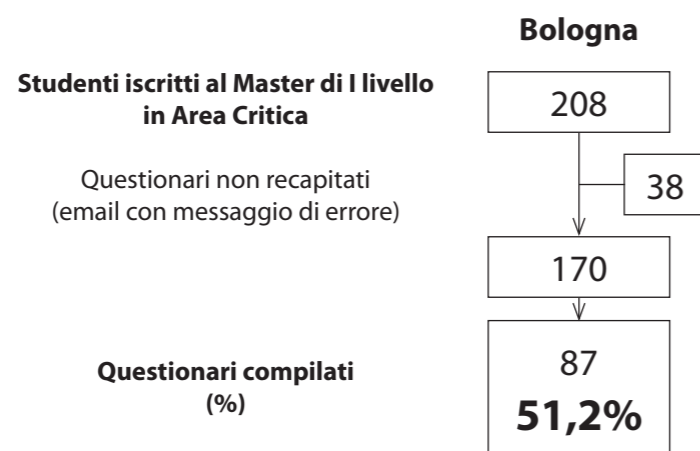 Bologna
Studenti iscritti al Master di I livello
in Area Critica
208
Questionari non recapitati
(email con messaggio di errore)
38
170
Questionari compilati
(%)
87
51,2%